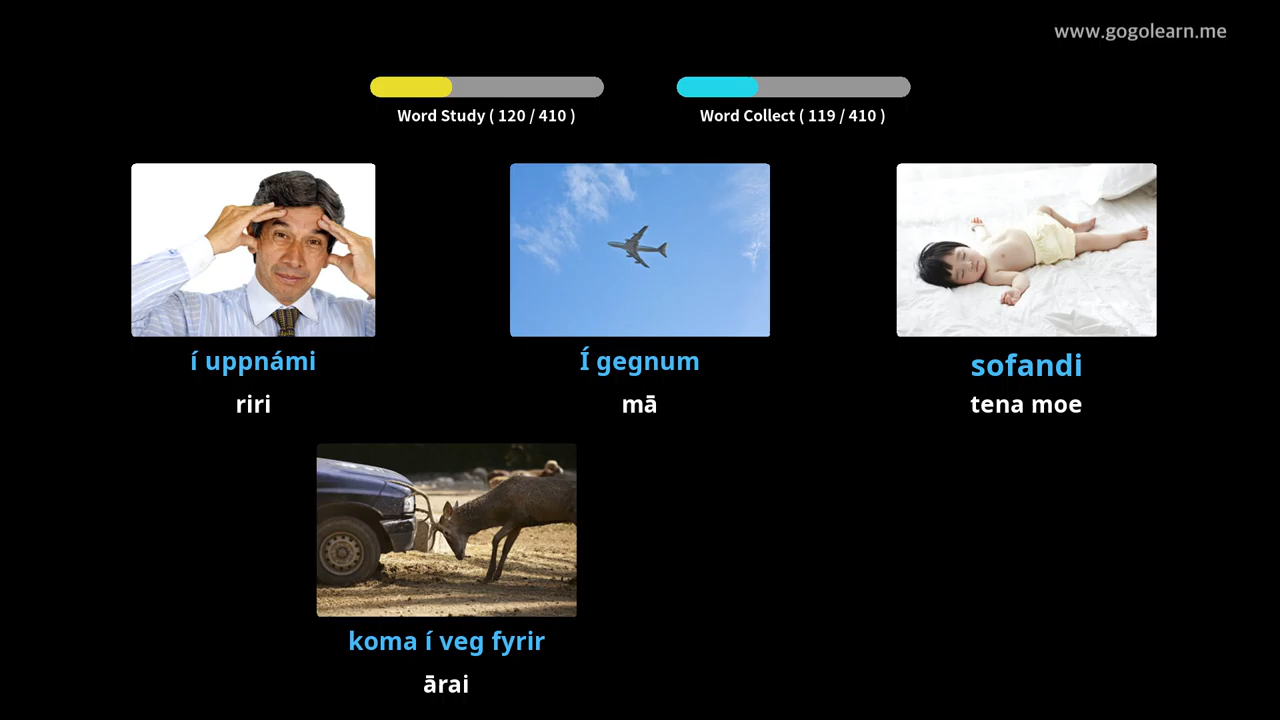 www.gogolearn.me
Word Study ( 120 / 410 )
Word Collect ( 119 / 410 )
í uppnámi
riri
Í gegnum
mā
sofandi
tena moe
koma í veg fyrir
ārai